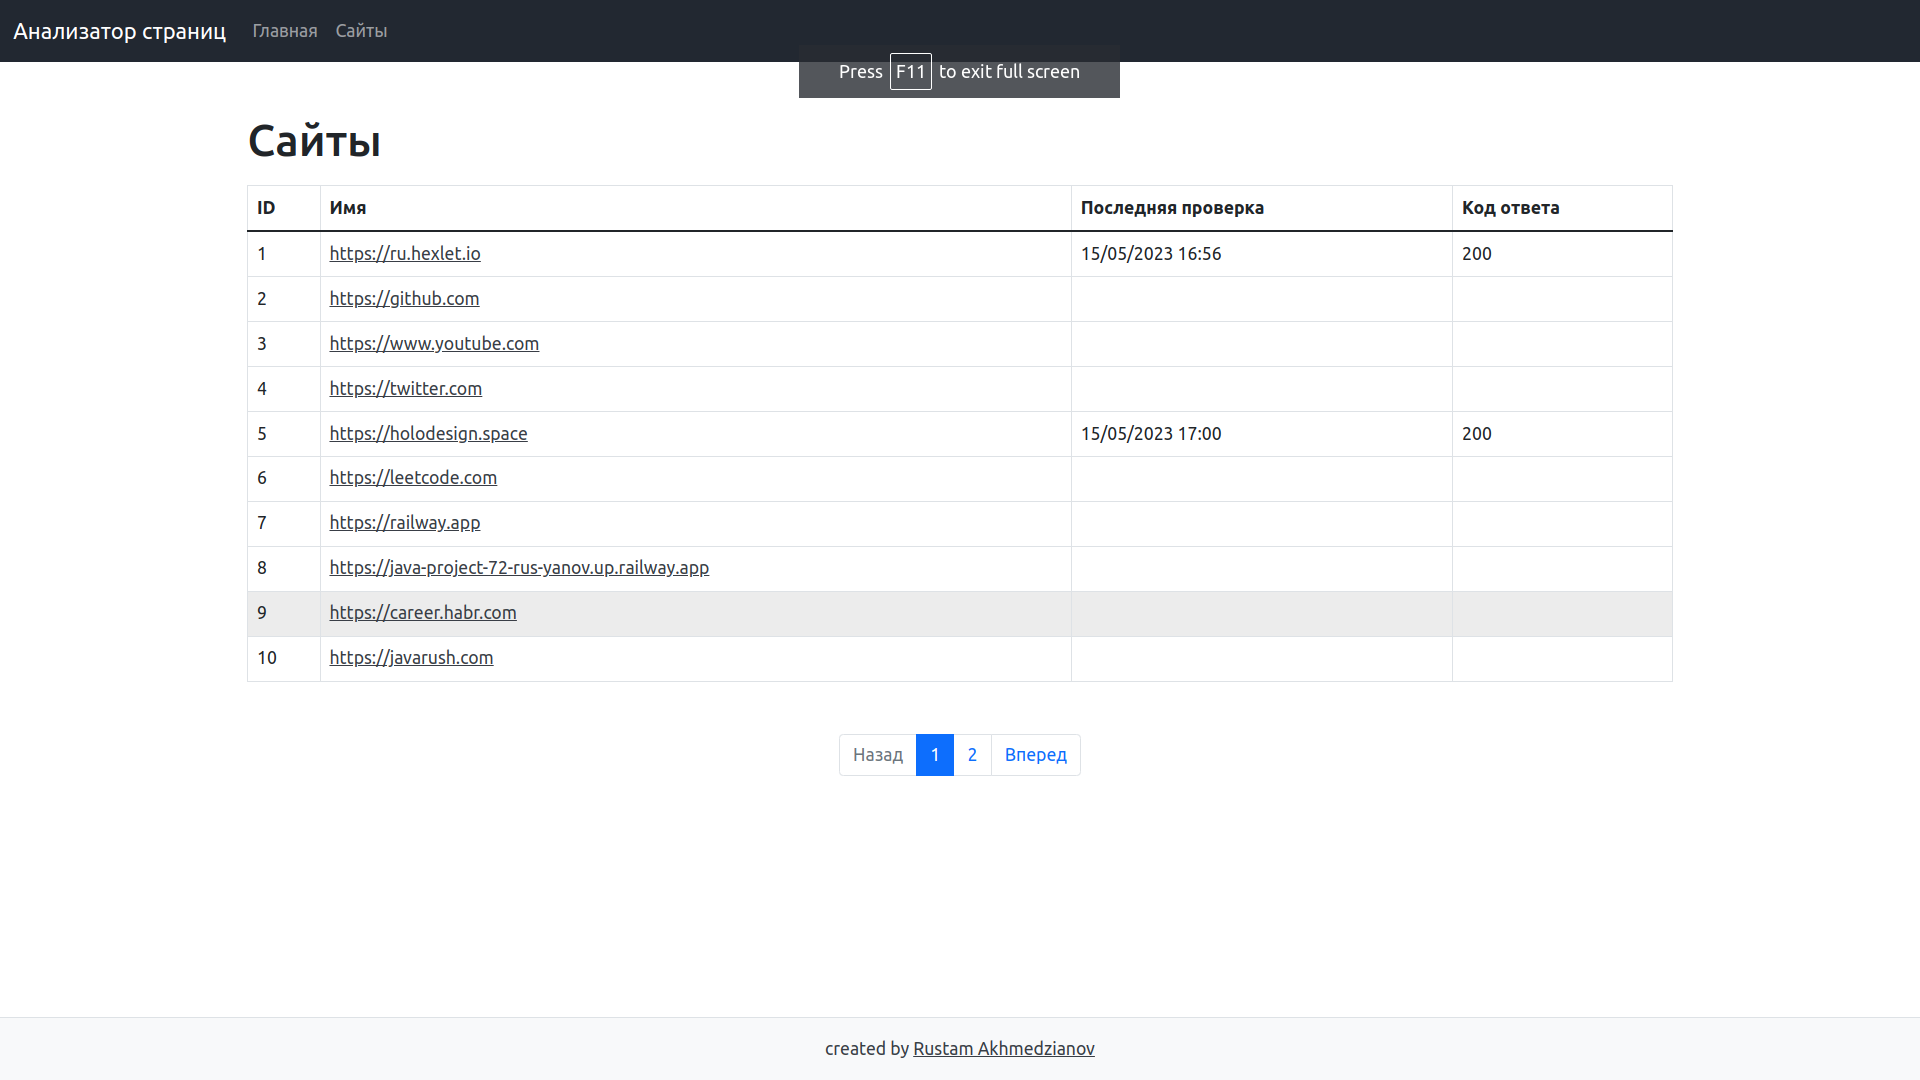 Анализатор страниц Главная Сайты
Press F11 to exit full screen
Сайты
ID Имя Последняя проверка Код ответа
1 https://ru.hexlet.io 15/05/2023 16:56 200
2 https://github.com
3 https://www.youtube.com
4 https://twitter.com
5 https://holodesign.space 15/05/2023 17:00 200
6 https://leetcode.com
7 https://railway.app
8 https://java-project-72-rus-yanov.up.railway.app
9 https://career.habr.com
10 https://javarush.com
Назад 1 2 Вперед
created by Rustam Akhmedzianov